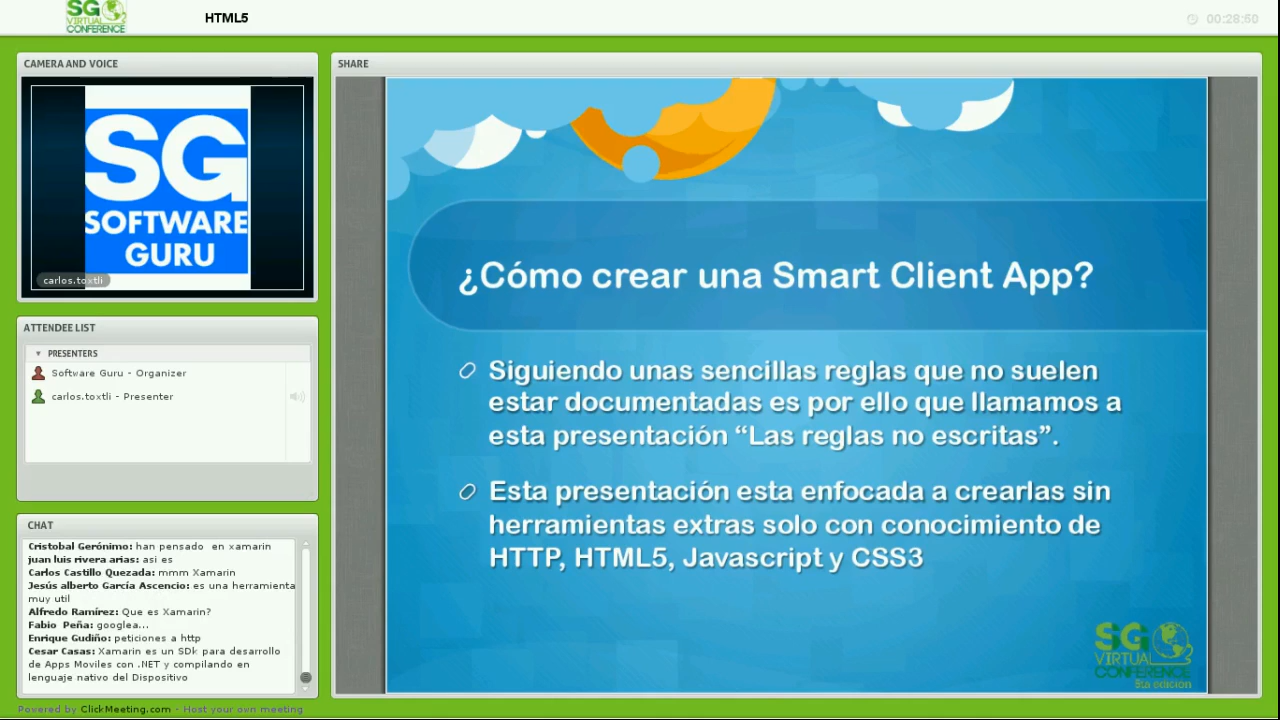 SG
VIRTUAL
CONFERENCE
HTML5
00:28:50
CAMERA AND VOICE
SG
SOFTWARE
GURU
carlos.toxtli
ATTENDEE LIST
PRESENTERS
Software Guru - Organizer
carlos.toxtli - Presenter
CHAT
Cristobal Gerónimo: han pensado en xamarin
juan luis rivera arias: asi es
Carlos Castillo Quezada: mmm Xamarin
Jesús alberto García Ascencio: es una herramienta
muy util
Alfredo Ramírez: Que es Xamarin?
Fabio Peña: googlea...
Enrique Gudiño: peticiones a http
Cesar Casas: Xamarin es un SDk para desarrollo
de Apps Moviles con .NET y compilando en
lenguaje nativo del Dispositivo
SHARE
¿Cómo crear una Smart Client App?
Siguiendo unas sencillas reglas que no suelen
estar documentadas es por ello que llamamos a
esta presentación “Las reglas no escritas”.
Esta presentación esta enfocada a crearlas sin
herramientas extras solo con conocimiento de
HTTP, HTML5, Javascript y CSS3
SG
VIRTUAL
CONFERENCE
5ta edición
Powered by ClickMeeting.com - Host your own meeting